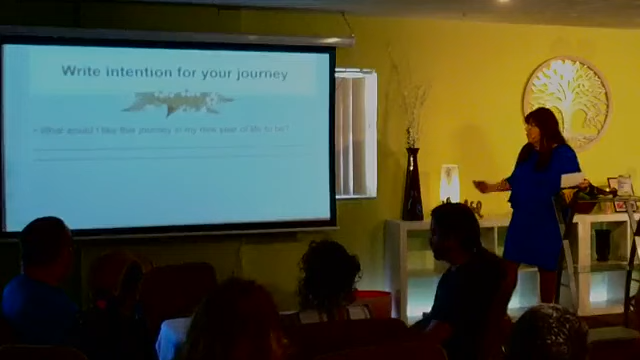 Write intention for your journey
• What would I like this journey in my new year of life to be?